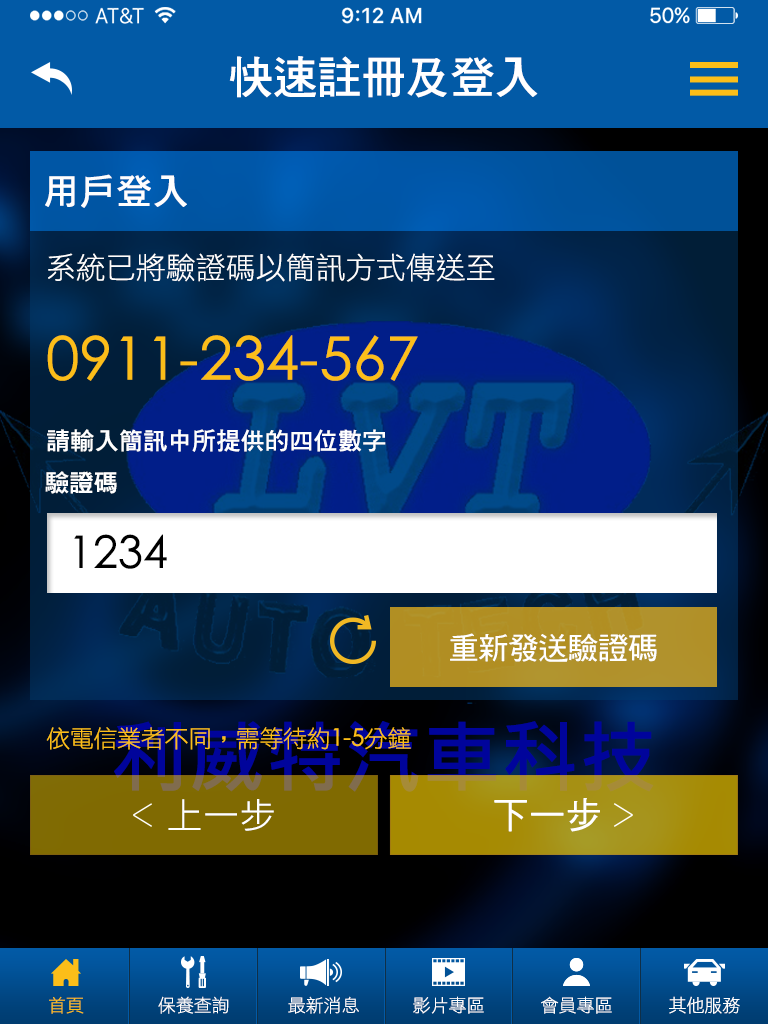 AT&T 9:12 AM 50%
快速註冊及登入
用戶登入
系統已將驗證碼以簡訊方式傳送至
0911-234-567
LVT
請輸入簡訊中所提供的四位數字
驗證碼
1234
AUTO TECH
重新發送驗證碼
利威特汽車科技
依電信業者不同，需等待約1-5分鐘
< 上一步
下一步 >
首頁 保養查詢 最新消息 影片專區 會員專區 其他服務